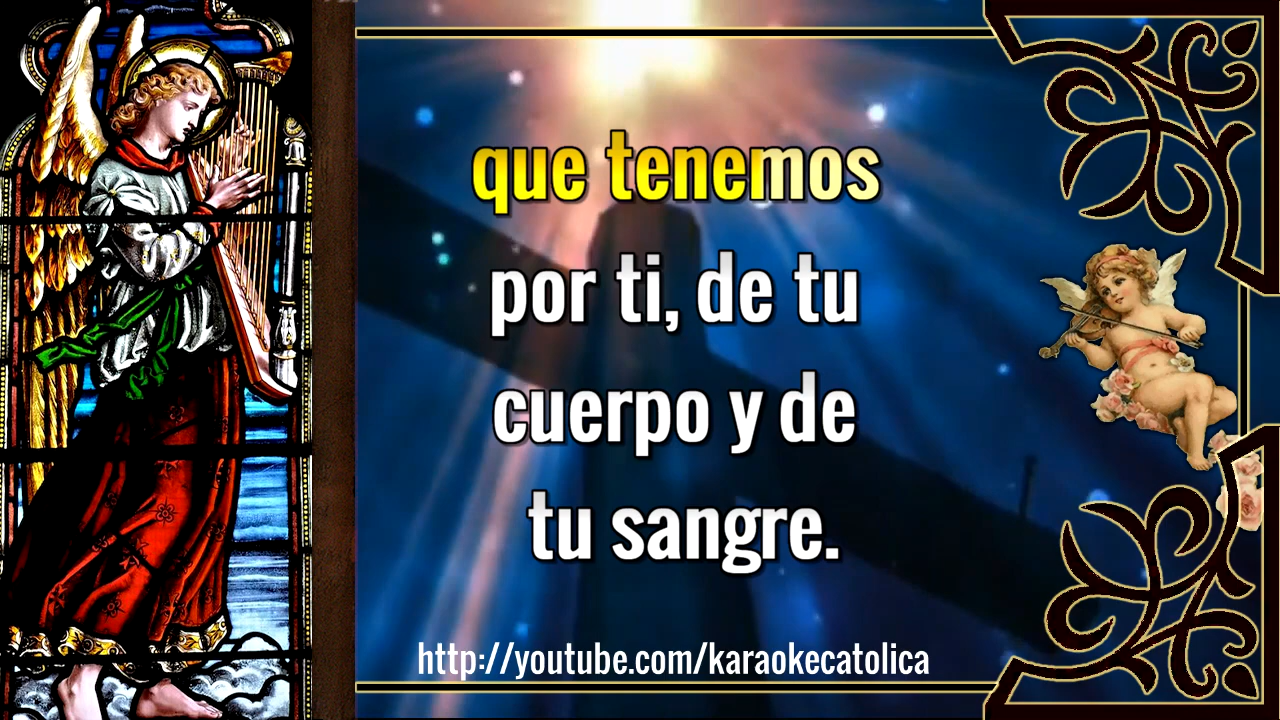 que tenemos
por ti, de tu
cuerpo y de
tu sangre.
http://youtube.com/karaokecatolica